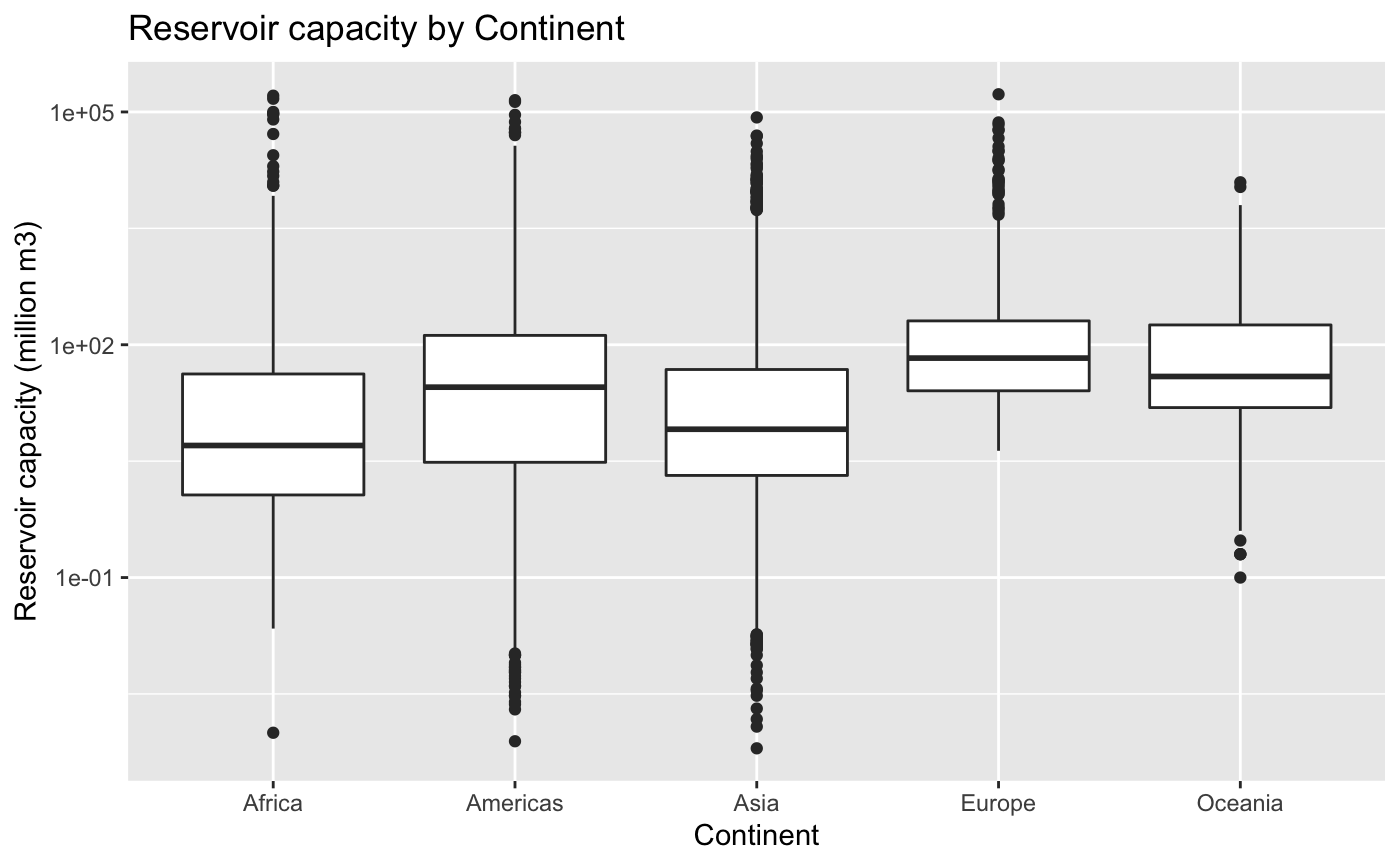 Reservoir capacity by Continent
Reservoir capacity (million m3)
1e+05
1e+02
1e-01
Africa
Americas
Asia
Europe
Oceania
Continent